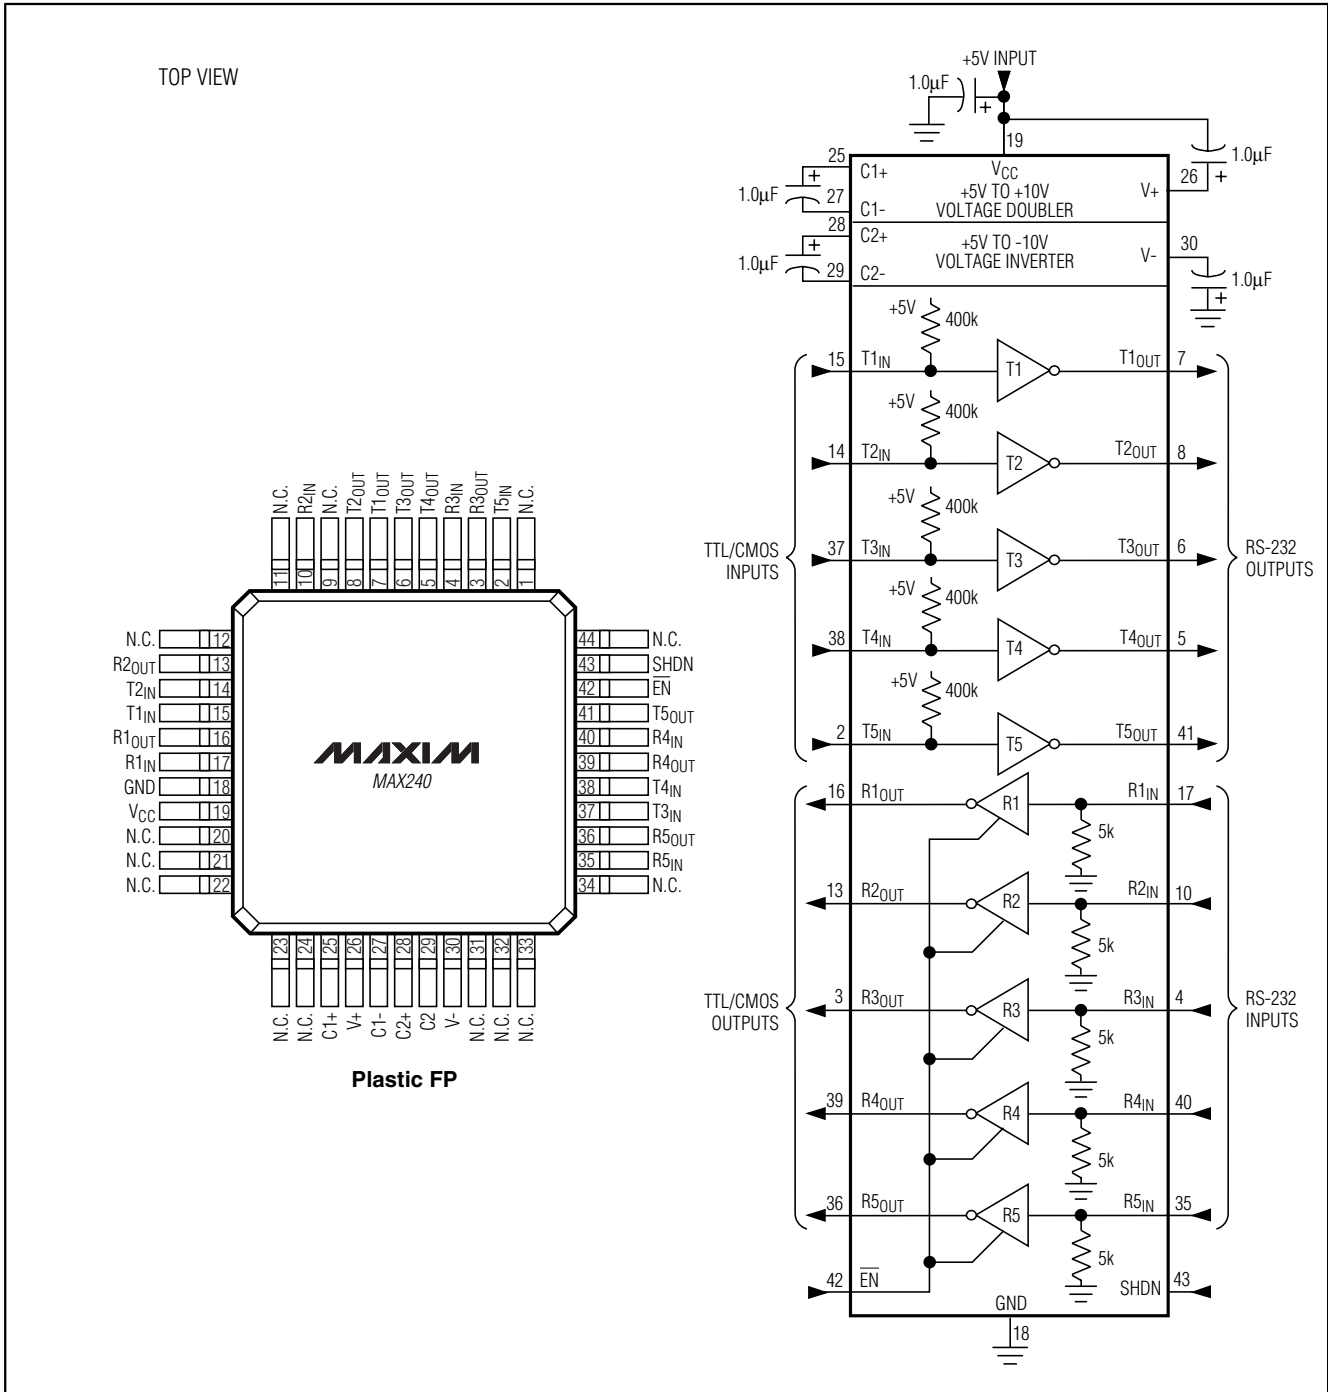 TOP VIEW
N.C.
R2IN
N.C.
T2OUT
T1OUT
T3OUT
T4OUT
R3IN
R3OUT
T5IN
N.C.
11
10
9
8
7
6
5
4
3
2
1
N.C. 12
R2OUT 13
T2IN 14
T1IN 15
R1OUT 16
R1IN 17
GND 18
VCC 19
N.C. 20
N.C. 21
N.C. 22
MAXIM
MAX240
44 N.C.
43 SHDN
42 E̅N̅
41 T5OUT
40 R4IN
39 R4OUT
38 T4IN
37 T3IN
36 R5OUT
35 R5IN
34 N.C.
23
24
25
26
27
28
29
30
31
32
33
N.C.
N.C.
C1+
V+
C1-
C2+
C2
V-
N.C.
N.C.
N.C.
Plastic FP
+5V INPUT
1.0µF
+
19
1.0µF
+
25 C1+
1.0µF
+
27 C1-
VCC
+5V TO +10V
VOLTAGE DOUBLER
V+ 26
28 C2+
1.0µF
+
29 C2-
+5V TO -10V
VOLTAGE INVERTER
V- 30
1.0µF
+
TTL/CMOS
INPUTS
+5V 400k
15 T1IN T1 T1OUT 7
+5V 400k
14 T2IN T2 T2OUT 8
+5V 400k
37 T3IN T3 T3OUT 6
+5V 400k
38 T4IN T4 T4OUT 5
+5V 400k
2 T5IN T5 T5OUT 41
RS-232
OUTPUTS
TTL/CMOS
OUTPUTS
16 R1OUT R1 R1IN 17
5k
13 R2OUT R2 R2IN 10
5k
3 R3OUT R3 R3IN 4
5k
39 R4OUT R4 R4IN 40
5k
36 R5OUT R5 R5IN 35
5k
RS-232
INPUTS
42 E̅N̅
SHDN 43
GND
18